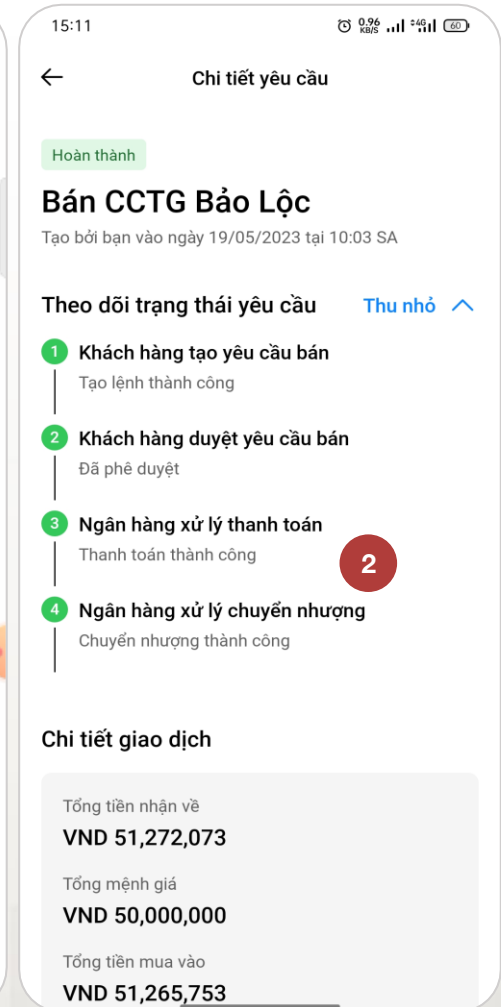 15:11
0.96 KB/S 4G 60
Chi tiết yêu cầu
Hoàn thành
Bán CCTG Bảo Lộc
Tạo bởi bạn vào ngày 19/05/2023 tại 10:03 SA
Theo dõi trạng thái yêu cầu Thu nhỏ
1 Khách hàng tạo yêu cầu bán
Tạo lệnh thành công
2 Khách hàng duyệt yêu cầu bán
Đã phê duyệt
3 Ngân hàng xử lý thanh toán
Thanh toán thành công
2
4 Ngân hàng xử lý chuyển nhượng
Chuyển nhượng thành công
Chi tiết giao dịch
Tổng tiền nhận về
VND 51,272,073
Tổng mệnh giá
VND 50,000,000
Tổng tiền mua vào
VND 51,265,753